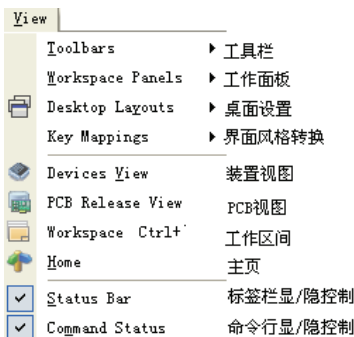 View
Toolbars 工具栏
Workspace Panels 工作面板
Desktop Layouts 桌面设置
Key Mappings 界面风格转换
Devices View 装置视图
PCB Release View PCB视图
Workspace Ctrl+` 工作区间
Home 主页
Status Bar 标签栏显/隐控制
Command Status 命令行显/隐控制